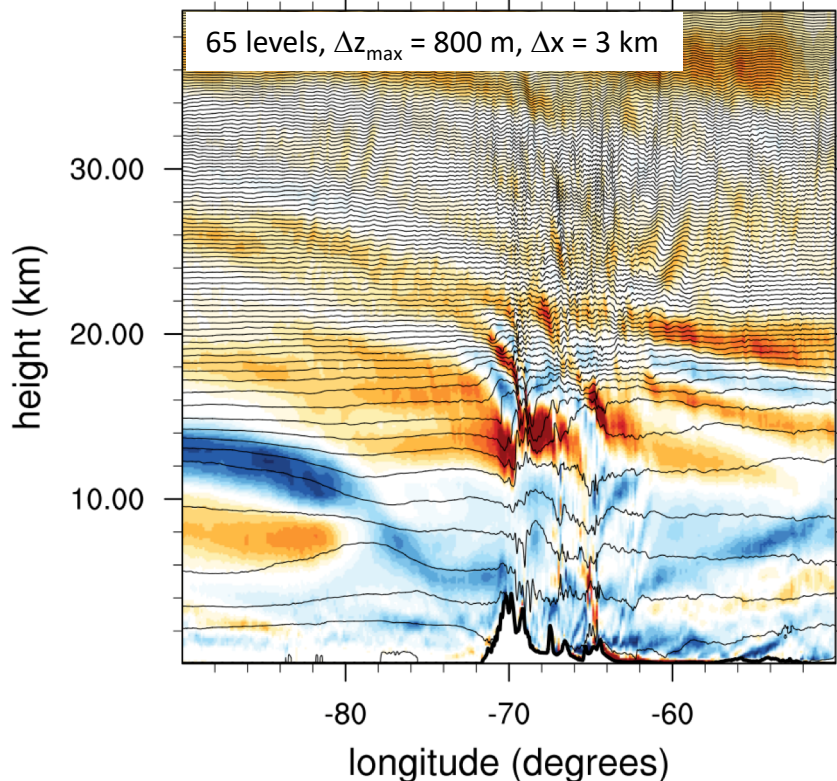 65 levels, Δzmax = 800 m, Δx = 3 km
30.00
20.00
10.00
height (km)
-80 -70 -60
longitude (degrees)